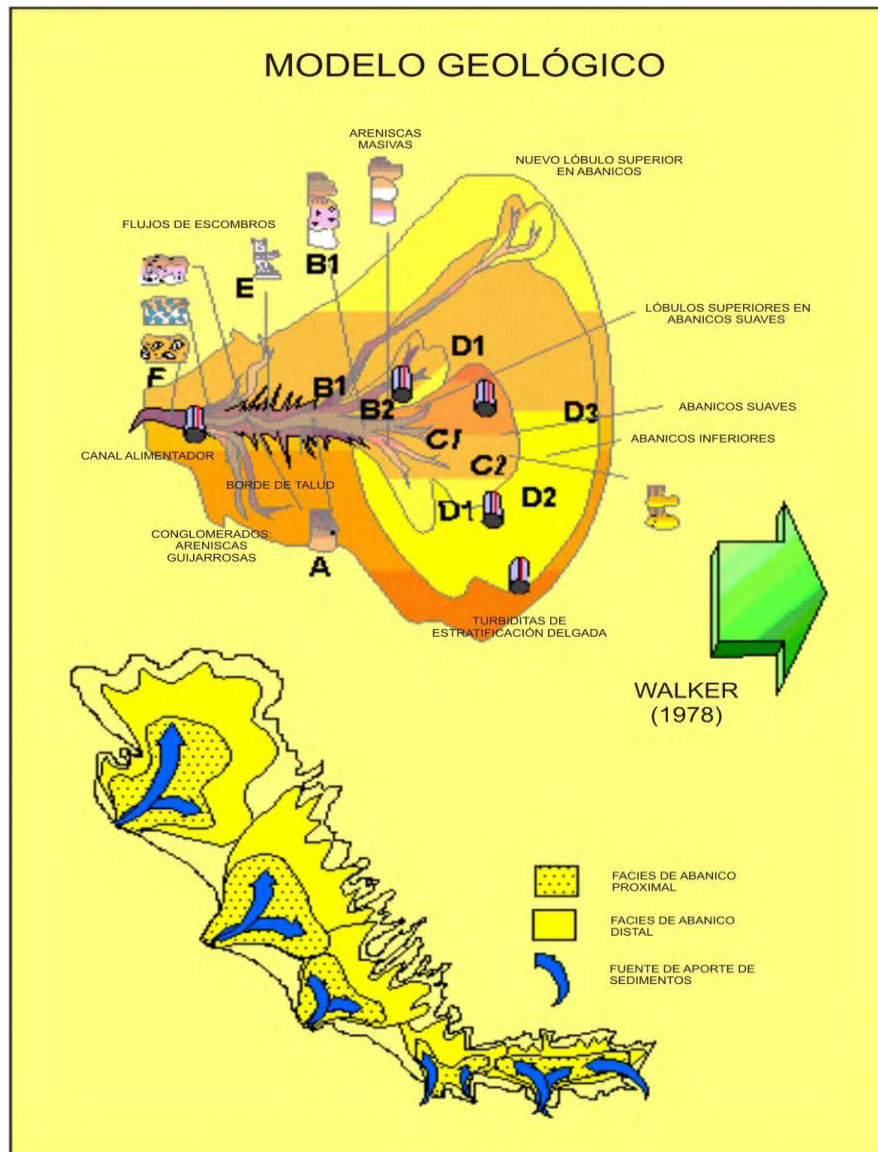 MODELO GEOLÓGICO
ARENISCAS
MASIVAS
NUEVO LÓBULO SUPERIOR
EN ABANICOS
FLUJOS DE ESCOMBROS
E
B1
F
LÓBULOS SUPERIORES EN
ABANICOS SUAVES
D1
B1
B2
D3
ABANICOS SUAVES
C1
ABANICOS INFERIORES
CANAL ALIMENTADOR
C2
BORDE DE TALUD
D1
D2
CONGLOMERADOS:
ARENISCAS
GUIJARROSAS
A
TURBIDITAS DE
ESTRATIFICACIÓN DELGADA
WALKER
(1978)
FACIES DE ABANICO
PROXIMAL
FACIES DE ABANICO
DISTAL
FUENTE DE APORTE DE
SEDIMENTOS